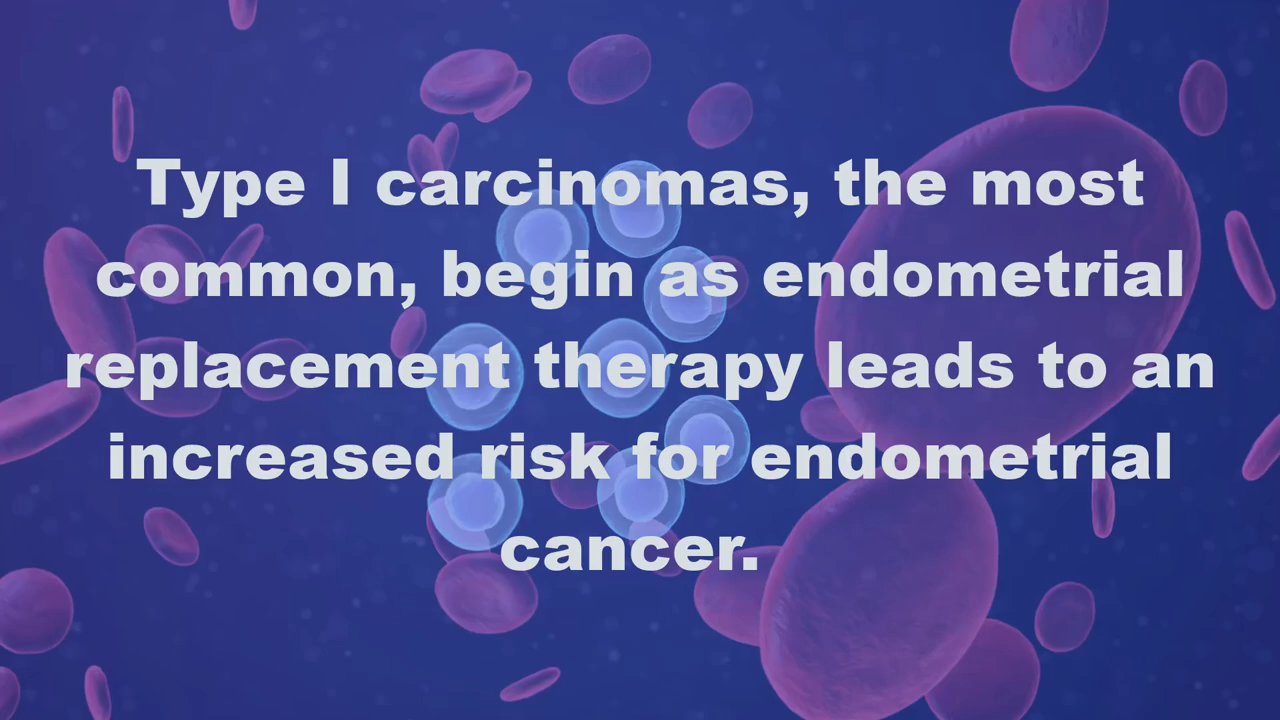 Type I carcinomas, the most
common, begin as endometrial
replacement therapy leads to an
increased risk for endometrial
cancer.